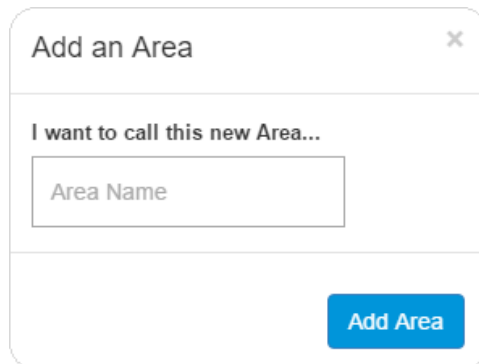 Add an Area
×
I want to call this new Area...
Area Name
Add Area